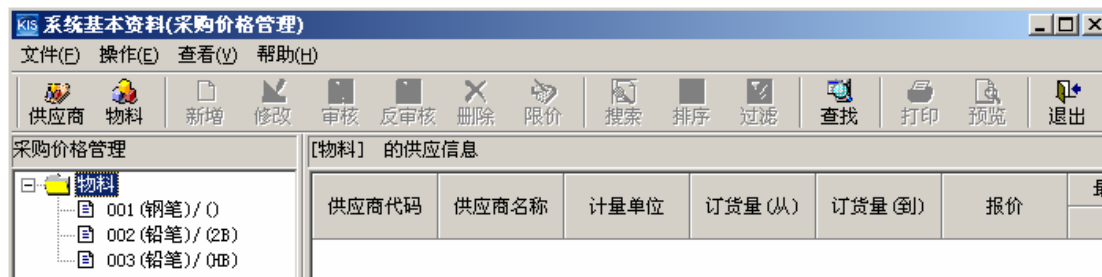 KIS 系统基本资料(采购价格管理)
文件(F) 操作(E) 查看(V) 帮助(H)
供应商 物料 新增 修改 审核 反审核 删除 限价 搜索 排序 过滤 查找 打印 预览 退出
采购价格管理 [物料] 的供应信息
物料
供应商代码 供应商名称 计量单位 订货量(从) 订货量(到) 报价
001(钢笔)/()
002(铅笔)/(2B)
003(铅笔)/(HB)